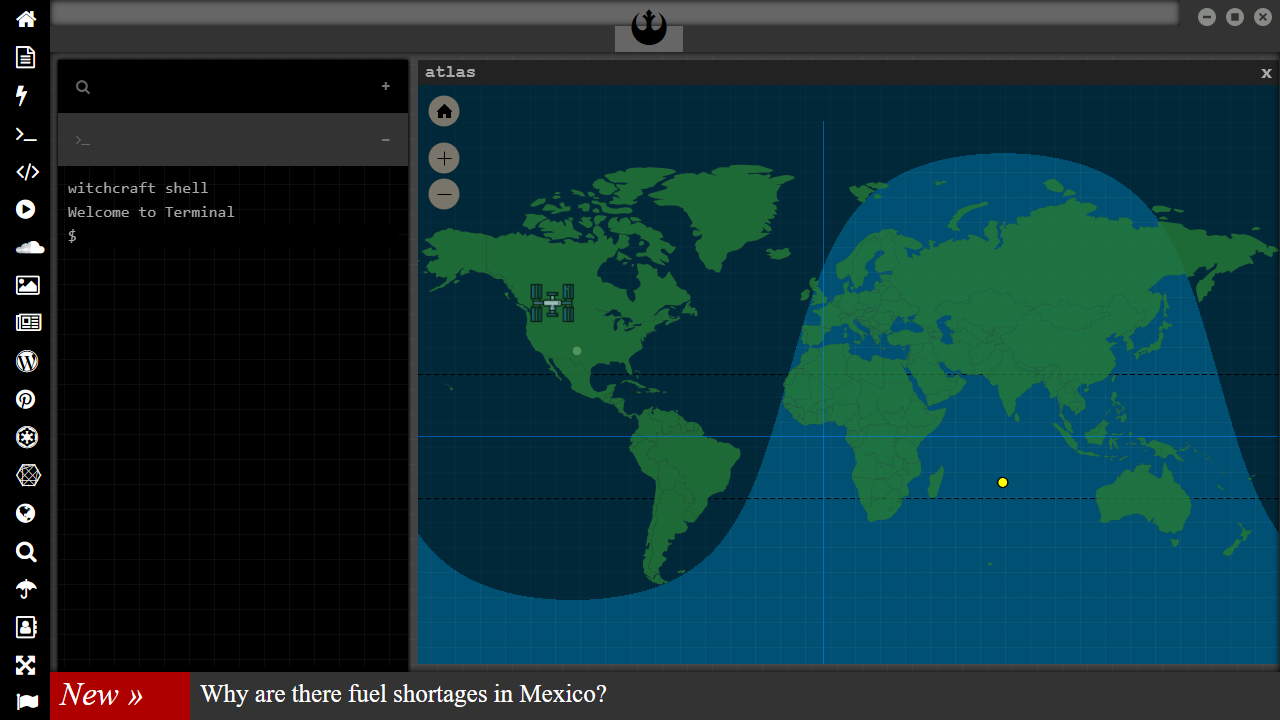 atlas
x
witchcraft shell
Welcome to Terminal
$
New »
Why are there fuel shortages in Mexico?